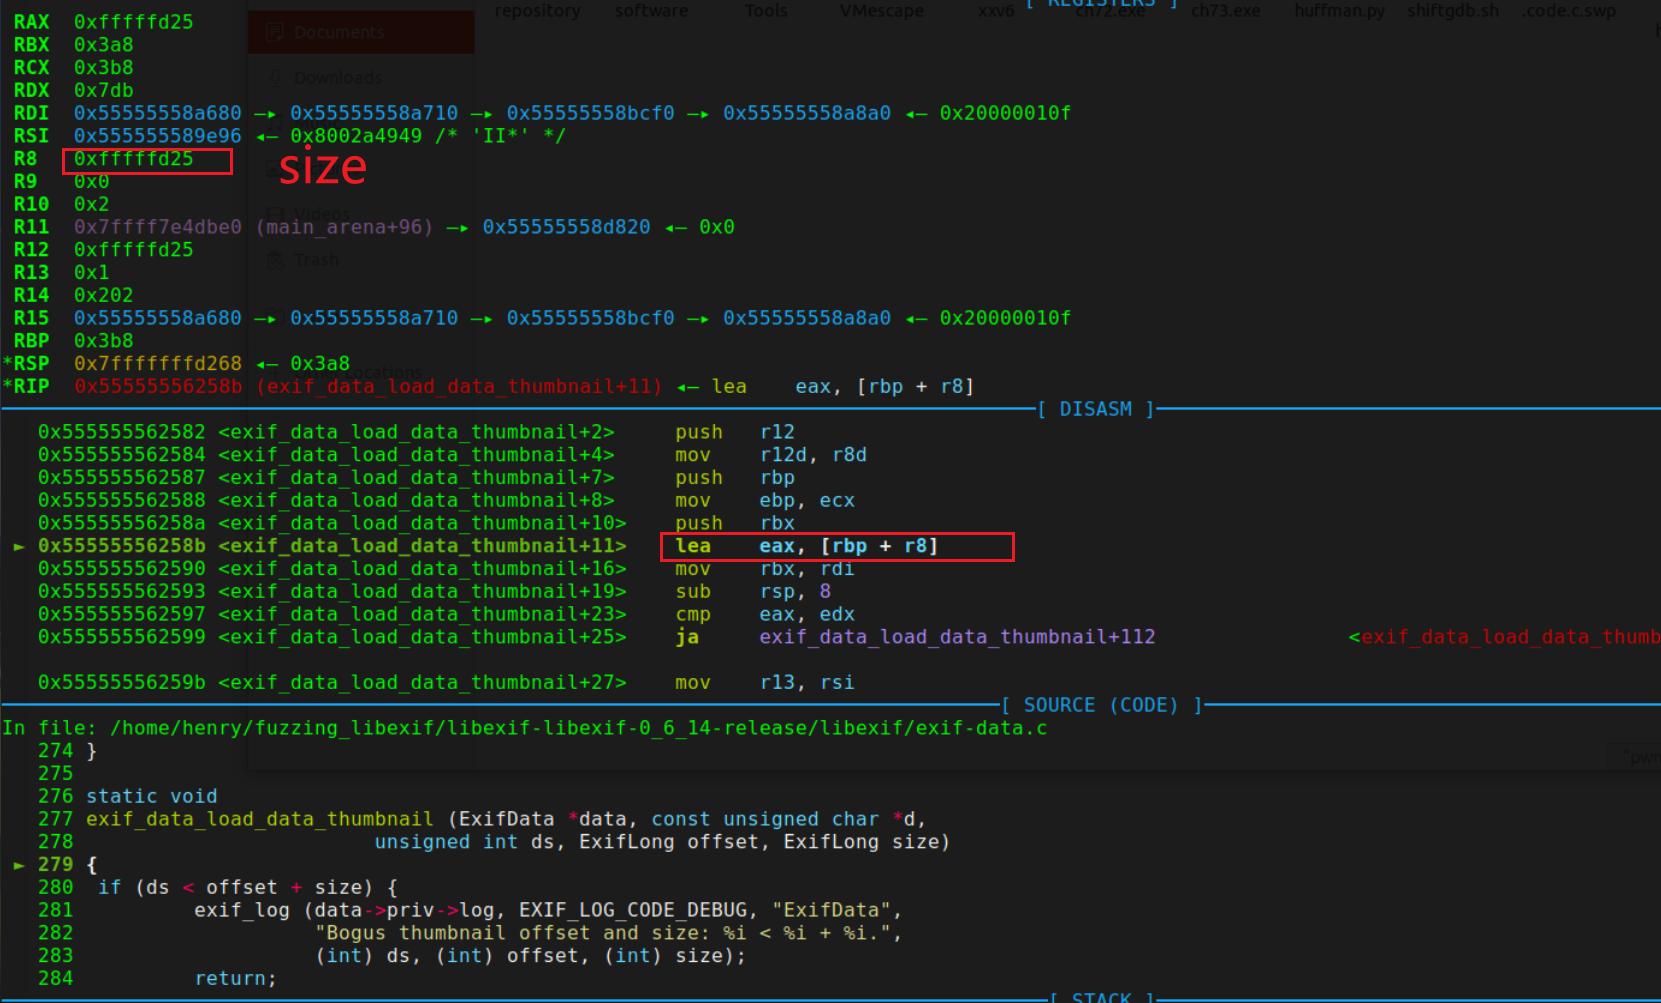 [ REGISTERS ]
repository software Tools VMescape xxv6 ch72.exe ch73.exe huffman.py shiftgdb.sh .code.c.swp
RAX 0xfffffd25
Documents
RBX 0x3a8
RCX 0x3b8
Downloads
RDX 0x7db
RDI 0x55555558a680 —▸ 0x55555558a710 —▸ 0x55555558bcf0 —▸ 0x55555558a8a0 ◂— 0x20000010f
RSI 0x555555589e96 ◂— 0x8002a4949 /* 'II*' */
R8 0xfffffd25
size
R9 0x0
R10 0x2
Videos
R11 0x7ffff7e4dbe0 (main_arena+96) —▸ 0x55555558d820 ◂— 0x0
R12 0xfffffd25
Trash
R13 0x1
R14 0x202
R15 0x55555558a680 —▸ 0x55555558a710 —▸ 0x55555558bcf0 —▸ 0x55555558a8a0 ◂— 0x20000010f
RBP 0x3b8
*RSP 0x7fffffffd268 ◂— 0x3a8
Locations
*RIP 0x55555556258b (exif_data_load_data_thumbnail+11) ◂— lea eax, [rbp + r8]
[ DISASM ]
0x555555562582 <exif_data_load_data_thumbnail+2> push r12
0x555555562584 <exif_data_load_data_thumbnail+4> mov r12d, r8d
0x555555562587 <exif_data_load_data_thumbnail+7> push rbp
0x555555562588 <exif_data_load_data_thumbnail+8> mov ebp, ecx
0x55555556258a <exif_data_load_data_thumbnail+10> push rbx
► 0x55555556258b <exif_data_load_data_thumbnail+11> lea eax, [rbp + r8]
0x555555562590 <exif_data_load_data_thumbnail+16> mov rbx, rdi
0x555555562593 <exif_data_load_data_thumbnail+19> sub rsp, 8
0x555555562597 <exif_data_load_data_thumbnail+23> cmp eax, edx
0x555555562599 <exif_data_load_data_thumbnail+25> ja exif_data_load_data_thumbnail+112 <exif_data_load_data_thumb
0x55555556259b <exif_data_load_data_thumbnail+27> mov r13, rsi
[ SOURCE (CODE) ]
In file: /home/henry/fuzzing_libexif/libexif-libexif-0_6_14-release/libexif/exif-data.c
274 }
"pwn
275
276 static void
277 exif_data_load_data_thumbnail (ExifData *data, const unsigned char *d,
278 unsigned int ds, ExifLong offset, ExifLong size)
► 279 {
280 if (ds < offset + size) {
281 exif_log (data->priv->log, EXIF_LOG_CODE_DEBUG, "ExifData",
282 "Bogus thumbnail offset and size: %i < %i + %i.",
283 (int) ds, (int) offset, (int) size);
284 return;
[ STACK ]